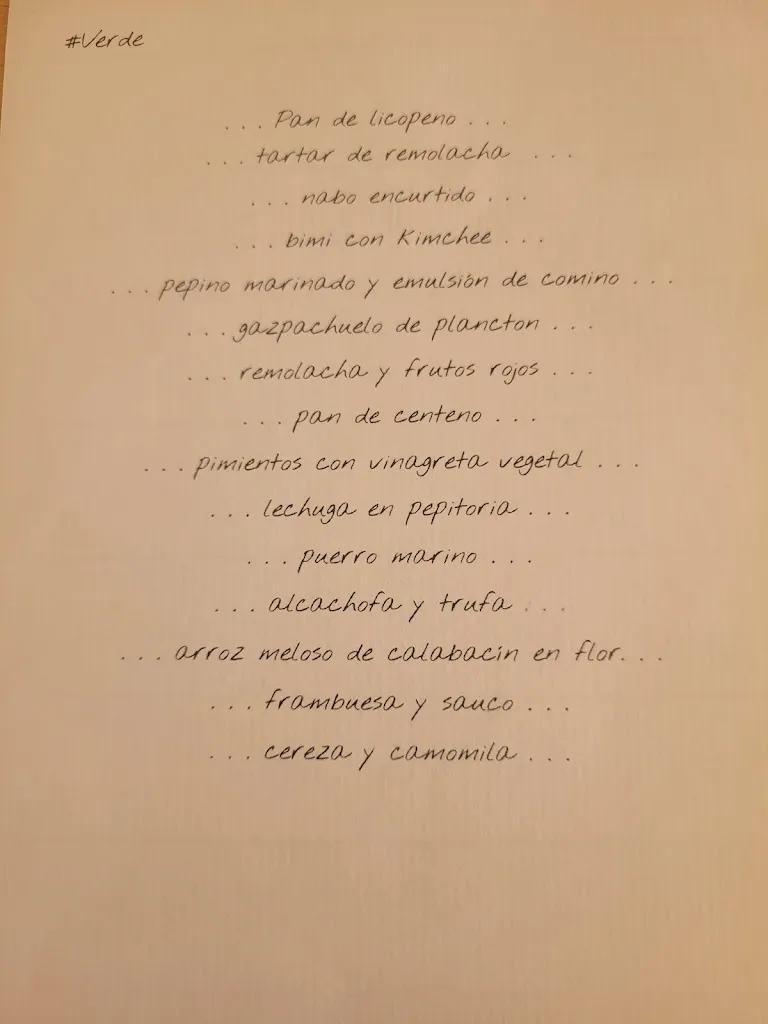 #Verde
... Pan de licopeno ...
... tartar de remolacha ...
... nabo encurtido ...
... bimi con Kimchee ...
... pepino marinado y emulsión de comino ...
... gazpachuelo de plancton ...
... remolacha y frutos rojos ...
... pan de centeno ...
... pimientos con vinagreta vegetal ...
... lechuga en pepitoria ...
... puerro marino ...
... alcachofa y trufa ...
... arroz meloso de calabacín en flor. . .
... frambuesa y sauco ...
... cereza y camomila ...